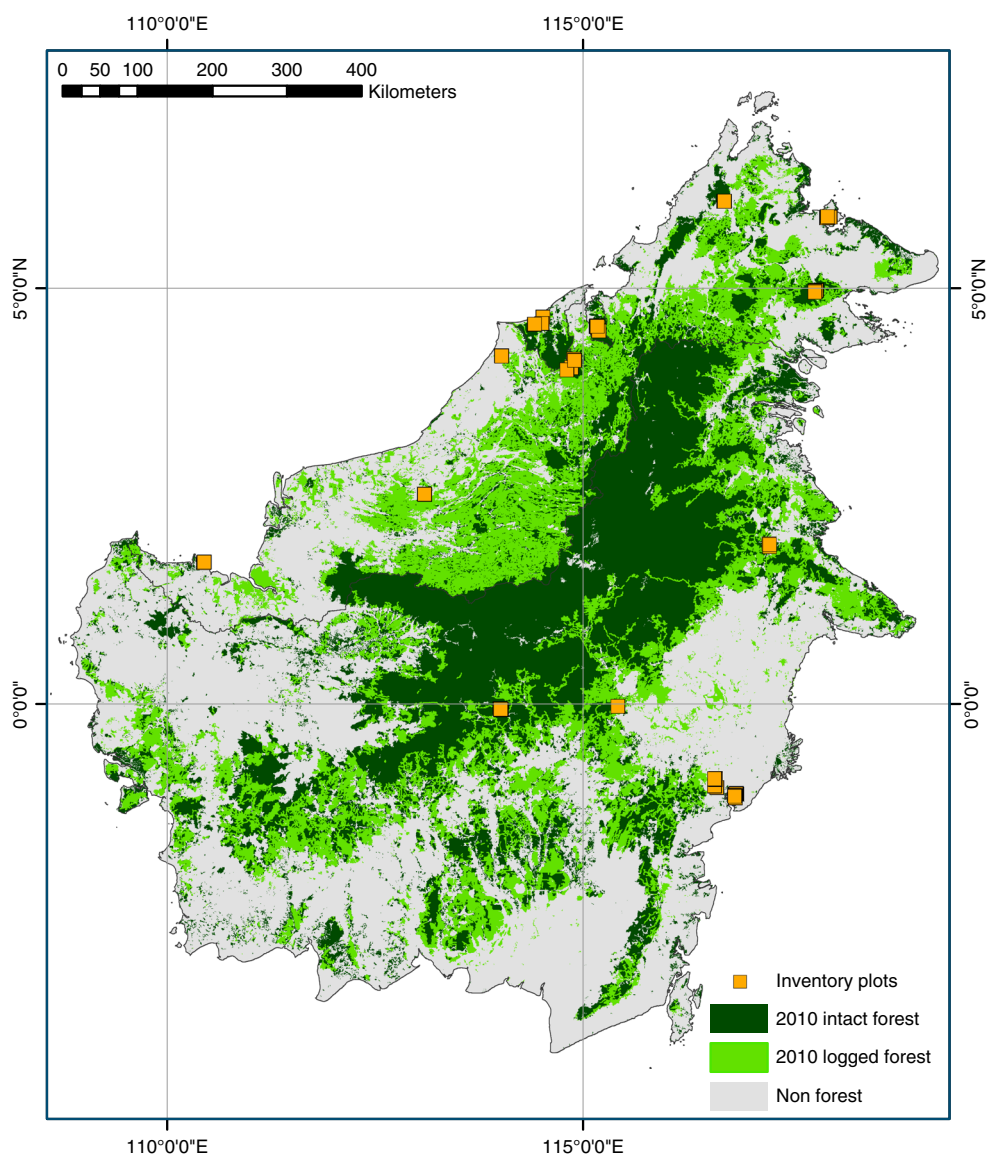 110°0'0"E 115°0'0"E
0 50 100 200 300 400
Kilometers
5°0'0"N
5°0'0"N
0°0'0"
0°0'0"
Inventory plots
2010 intact forest
2010 logged forest
Non forest
110°0'0"E 115°0'0"E